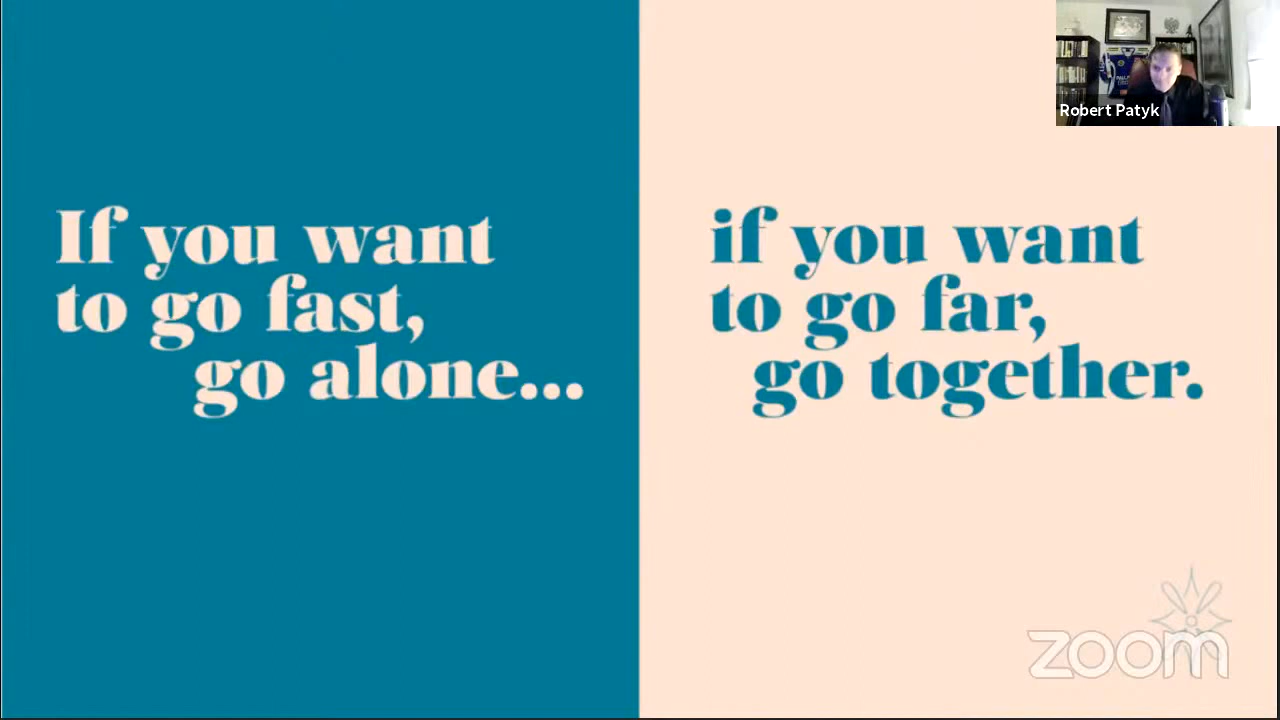 If you want
to go fast,
go alone...
if you want
to go far,
go together.
Robert Patyk
zoom